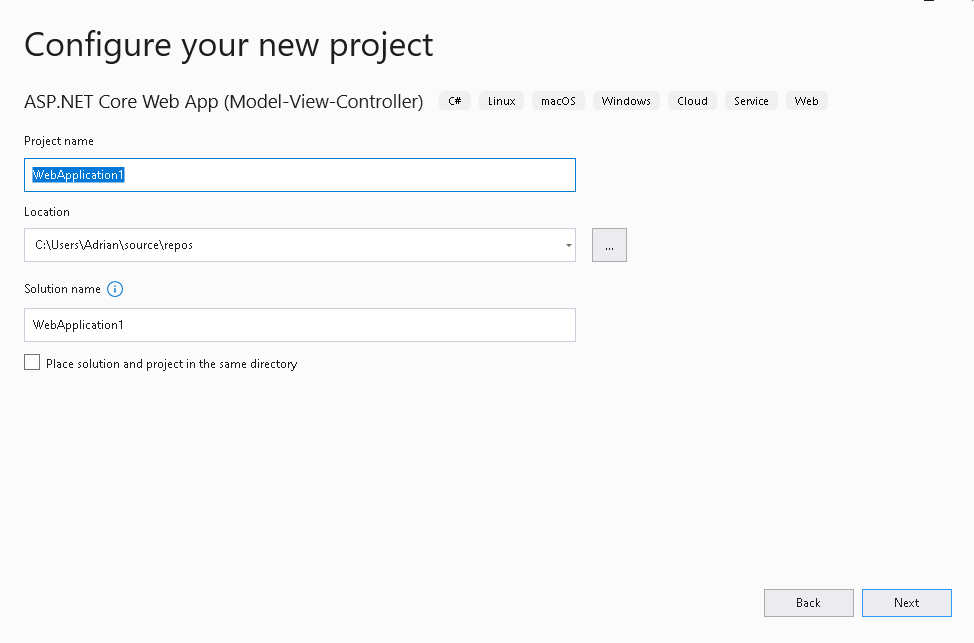 Configure your new project
ASP.NET Core Web App (Model-View-Controller) C# Linux macOS Windows Cloud Service Web
Project name
WebApplication1
Location
C:\Users\Adrian\source\repos
...
Solution name
WebApplication1
Place solution and project in the same directory
Back Next